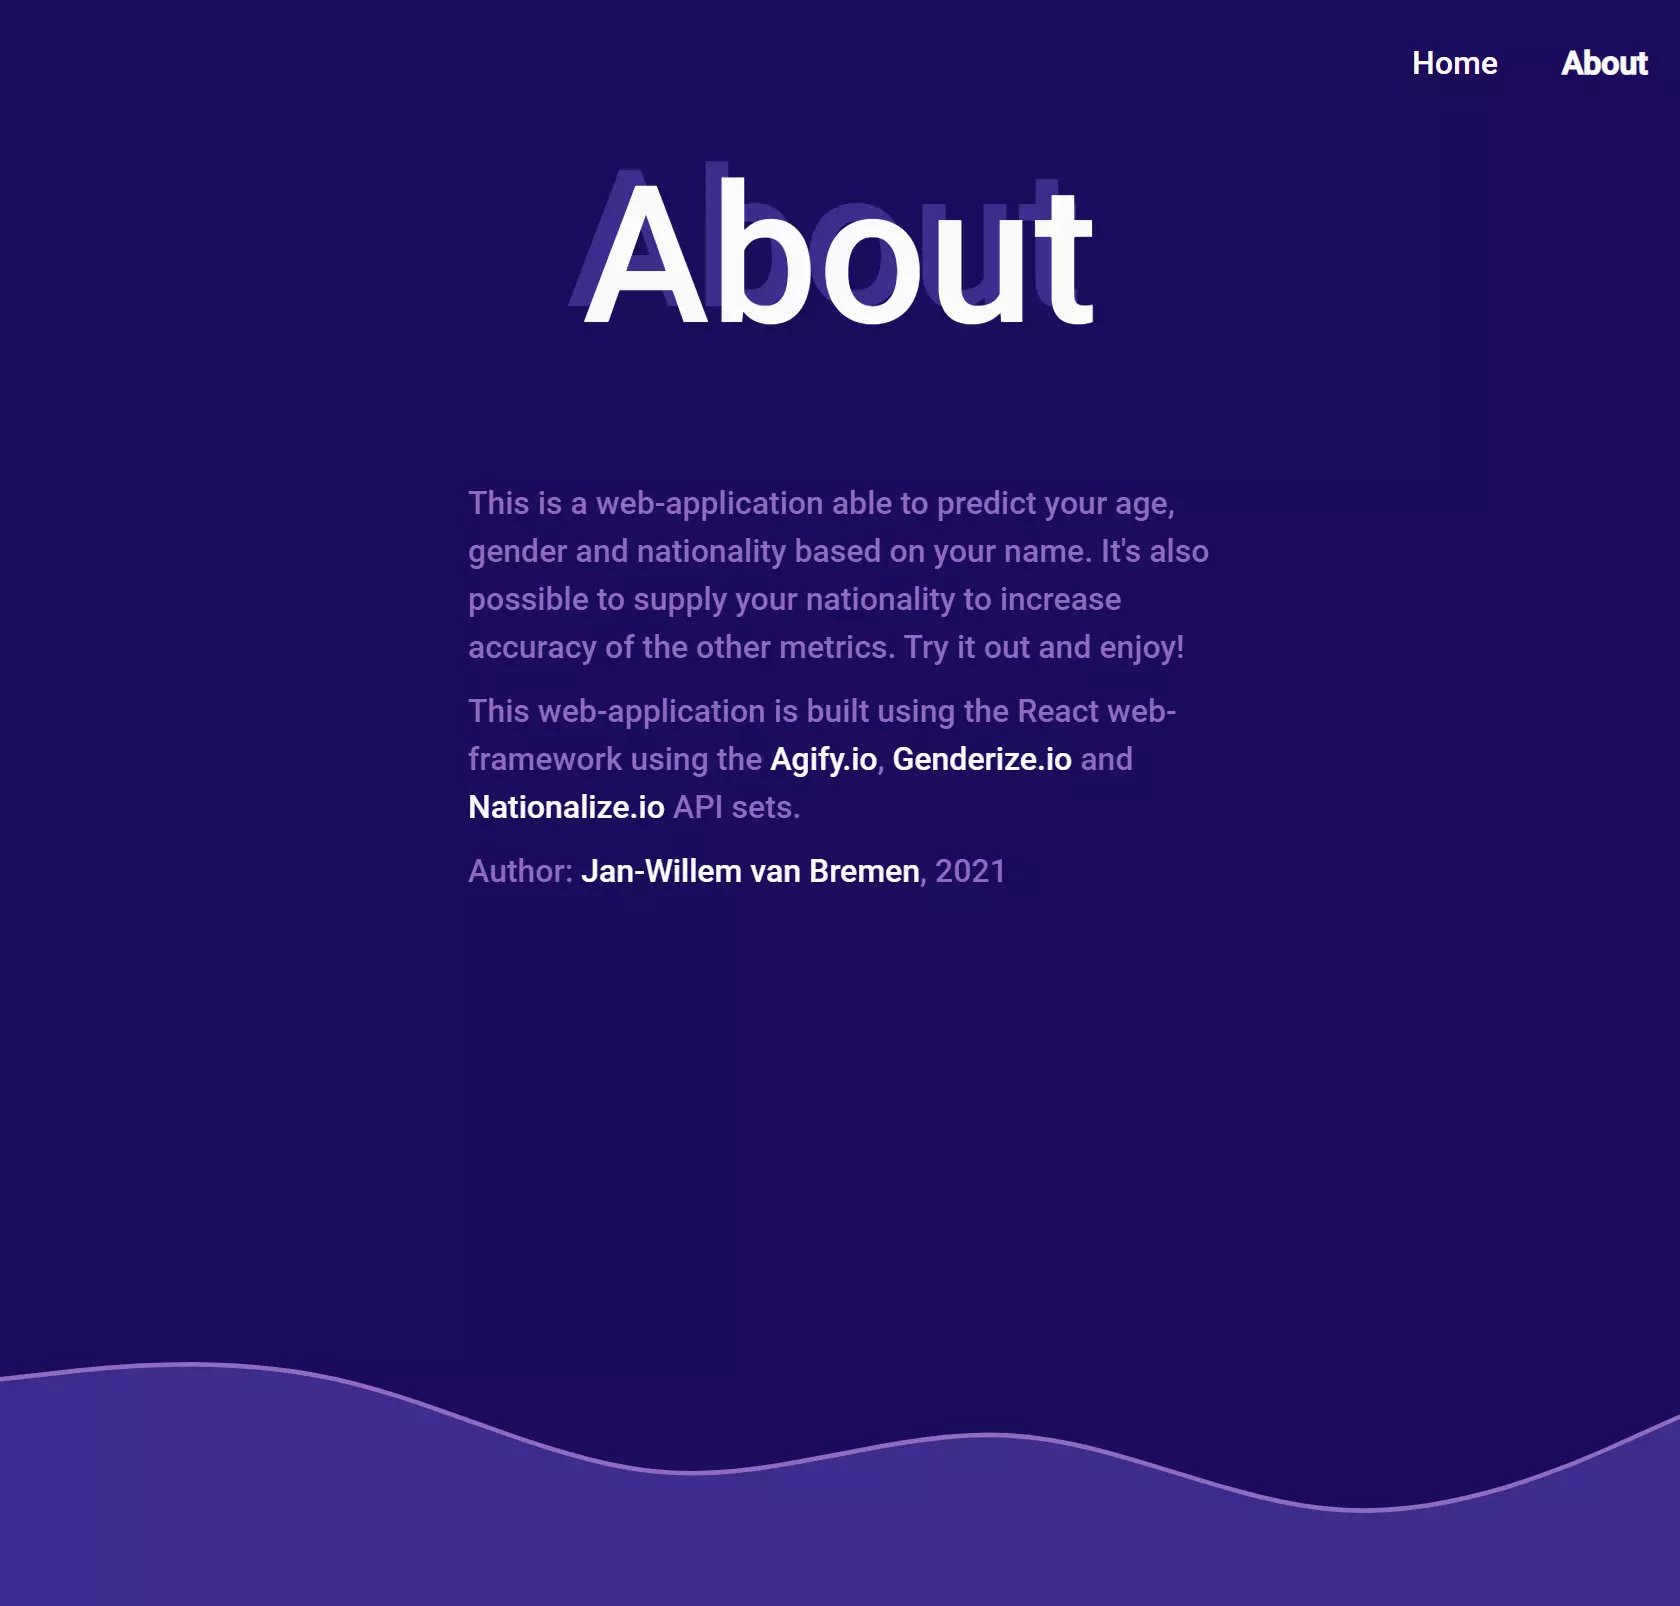 Home About
About
This is a web-application able to predict your age,
gender and nationality based on your name. It's also
possible to supply your nationality to increase
accuracy of the other metrics. Try it out and enjoy!
This web-application is built using the React web-
framework using the Agify.io, Genderize.io and
Nationalize.io API sets.
Author: Jan-Willem van Bremen, 2021